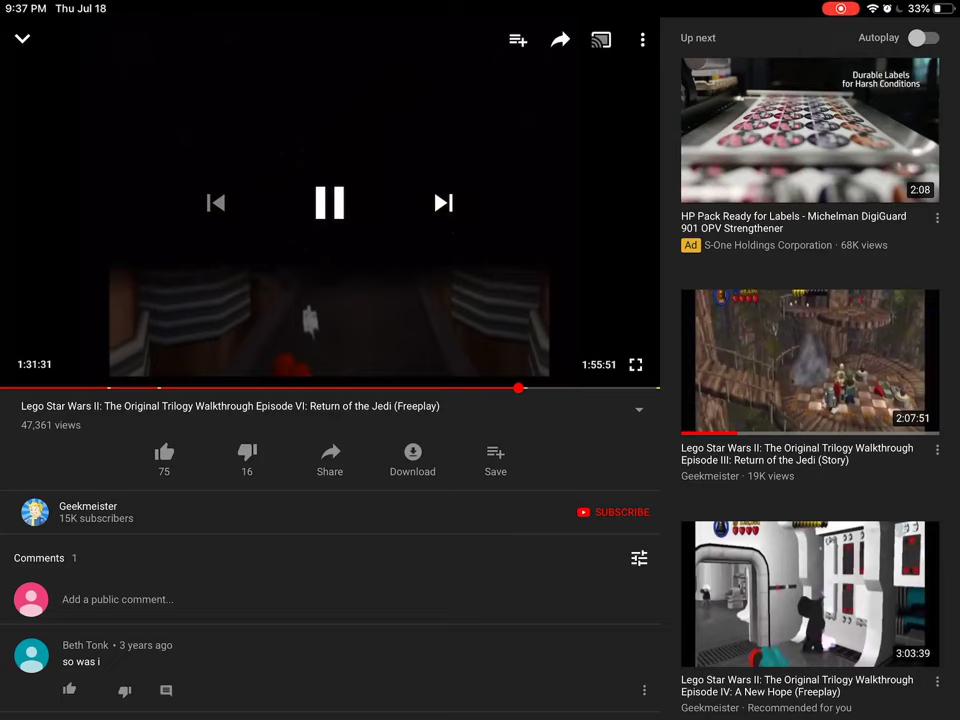 9:37 PM Thu Jul 18
33%
Up next
Autoplay
Durable Labels
for Harsh Conditions
2:08
HP Pack Ready for Labels - Michelman DigiGuard
901 OPV Strengthener
Ad S-One Holdings Corporation · 68K views
1:31:31
1:55:51
Lego Star Wars II: The Original Trilogy Walkthrough Episode VI: Return of the Jedi (Freeplay)
47,361 views
75
16
Share
Download
Save
Geekmeister
15K subscribers
SUBSCRIBE
Comments 1
Add a public comment...
Beth Tonk • 3 years ago
so was i
2:07:51
Lego Star Wars II: The Original Trilogy Walkthrough
Episode III: Return of the Jedi (Story)
Geekmeister · 19K views
3:03:39
Lego Star Wars II: The Original Trilogy Walkthrough
Episode IV: A New Hope (Freeplay)
Geekmeister · Recommended for you